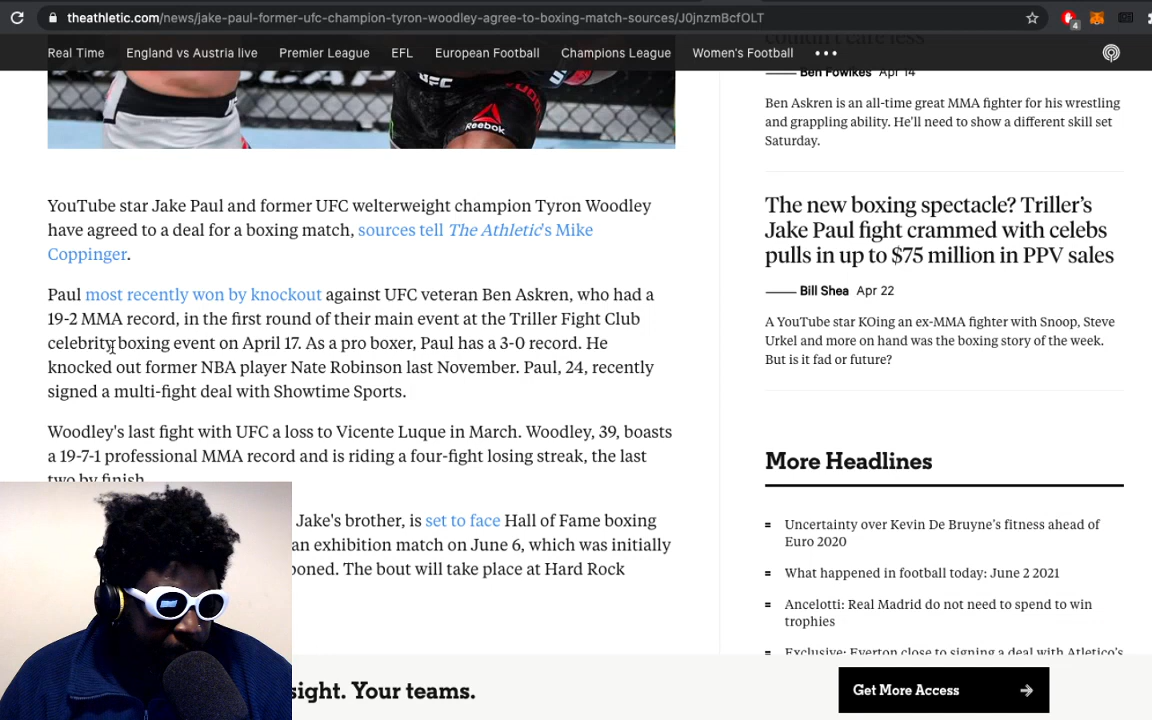 theathletic.com/news/jake-paul-former-ufc-champion-tyron-woodley-agree-to-boxing-match-sources/J0jnzmBcfOLT
4
Real Time England vs Austria live Premier League EFL European Football Champions League Women's Football
UFC
Reebok
YouTube star Jake Paul and former UFC welterweight champion Tyron Woodley
have agreed to a deal for a boxing match, sources tell The Athletic's Mike
Coppinger.
Paul most recently won by knockout against UFC veteran Ben Askren, who had a
19-2 MMA record, in the first round of their main event at the Triller Fight Club
celebrity boxing event on April 17. As a pro boxer, Paul has a 3-0 record. He
knocked out former NBA player Nate Robinson last November. Paul, 24, recently
signed a multi-fight deal with Showtime Sports.
Woodley's last fight with UFC a loss to Vicente Luque in March. Woodley, 39, boasts
a 19-7-1 professional MMA record and is riding a four-fight losing streak, the last
two by finish.
Jake's brother, is set to face Hall of Fame boxing
an exhibition match on June 6, which was initially
poned. The bout will take place at Hard Rock
couldn't care less
Ben Fowlkes Apr 14
Ben Askren is an all-time great MMA fighter for his wrestling
and grappling ability. He'll need to show a different skill set
Saturday.
The new boxing spectacle? Triller's
Jake Paul fight crammed with celebs
pulls in up to $75 million in PPV sales
Bill Shea Apr 22
A YouTube star KOing an ex-MMA fighter with Snoop, Steve
Urkel and more on hand was the boxing story of the week.
But is it fad or future?
More Headlines
Uncertainty over Kevin De Bruyne's fitness ahead of
Euro 2020
What happened in football today: June 2 2021
Ancelotti: Real Madrid do not need to spend to win
trophies
Exclusive: Everton close to signing a deal with Atletico's
sight. Your teams.
Get More Access